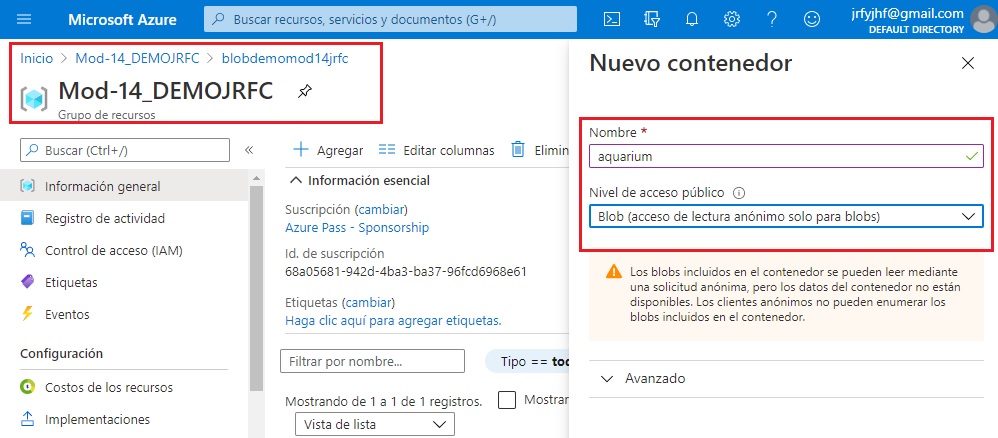 Microsoft Azure
Buscar recursos, servicios y documentos (G+/)
jrfyjhf@gmail.com
DEFAULT DIRECTORY
Inicio > Mod-14_DEMOJRFC > blobdemomod14jrfc
Mod-14_DEMOJRFC
Grupo de recursos
Buscar (Ctrl+/)
«
Información general
Registro de actividad
Control de acceso (IAM)
Etiquetas
Eventos
Configuración
Costos de los recursos
Implementaciones
Agregar
Editar columnas
Elimin
Información esencial
Suscripción (cambiar)
Azure Pass - Sponsorship
Id. de suscripción
68a05681-942d-4ba3-ba37-96fcd6968e61
Etiquetas (cambiar)
Haga clic aquí para agregar etiquetas.
Filtrar por nombre...
Tipo == too
Mostrando de 1 a 1 de 1 registros.
Mostrar
Vista de lista
Nuevo contenedor
Nombre *
aquarium
Nivel de acceso público
Blob (acceso de lectura anónimo solo para blobs)
Los blobs incluidos en el contenedor se pueden leer mediante
una solicitud anónima, pero los datos del contenedor no están
disponibles. Los clientes anónimos no pueden enumerar los
blobs incluidos en el contenedor.
Avanzado